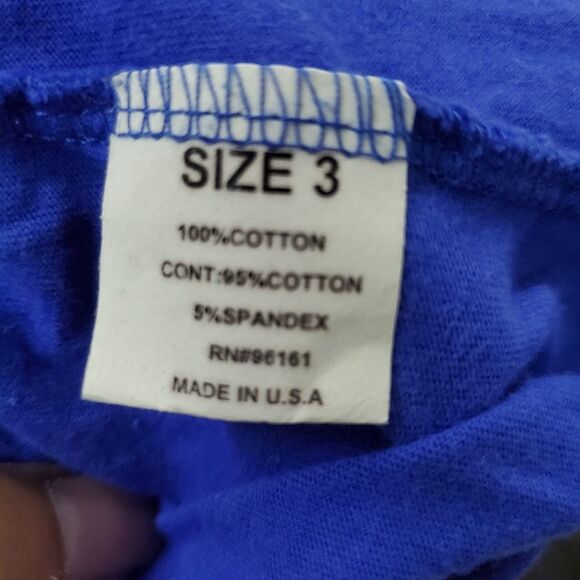 SIZE 3
100%COTTON
CONT:95%COTTON
5%SPANDEX
RN#96161
MADE IN U.S.A